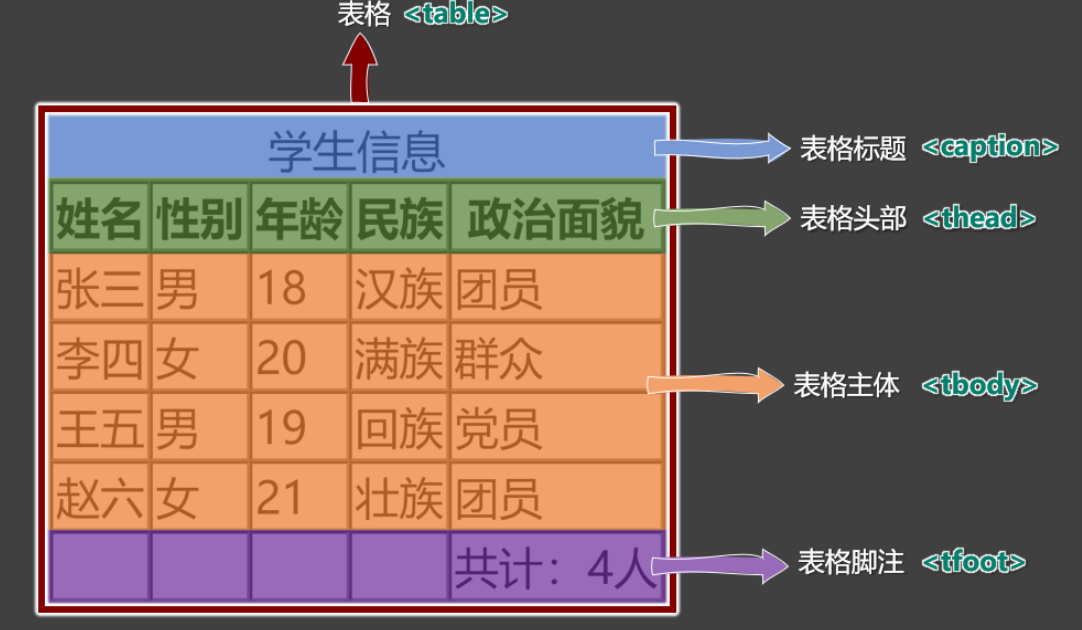 表格 <table>
学生信息
表格标题 <caption>
姓名 性别 年龄 民族 政治面貌
表格头部 <thead>
张三 男 18 汉族 团员
李四 女 20 满族 群众
表格主体 <tbody>
王五 男 19 回族 党员
赵六 女 21 壮族 团员
共计：4人
表格脚注 <tfoot>